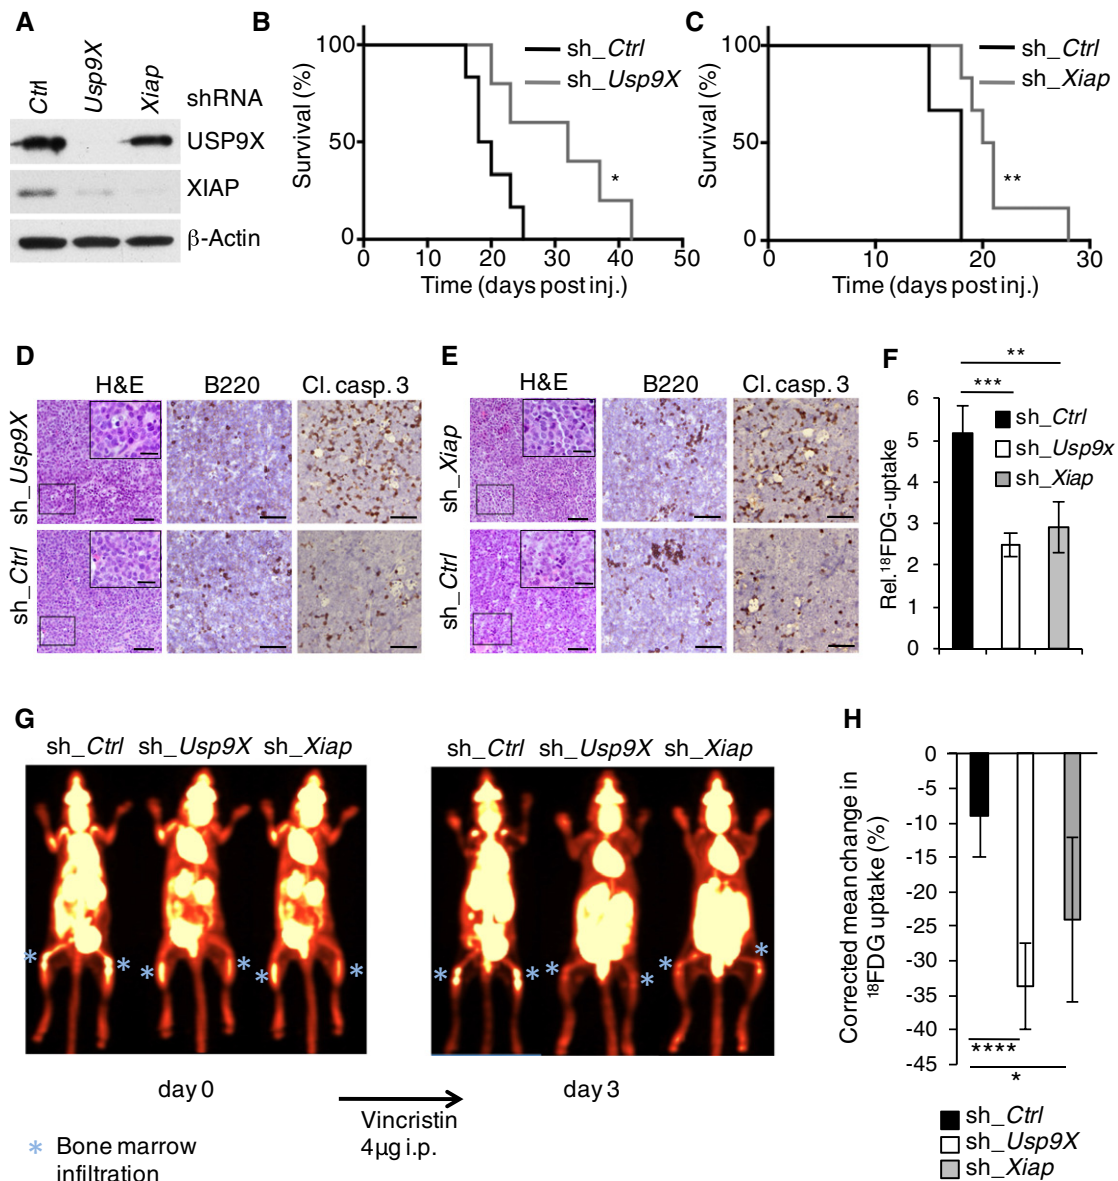 A
Ctrl
Usp9X
Xiap
shRNA
USP9X
XIAP
β-Actin
B
Survival (%)
100
50
0
0 10 20 30 40 50
Time (days post inj.)
sh_Ctrl
sh_Usp9X
*
C
Survival (%)
100
50
0
0 10 20 30
Time (days post inj.)
sh_Ctrl
sh_Xiap
**
D
H&E B220 Cl. casp. 3
sh_Usp9X
sh_Ctrl
E
H&E B220 Cl. casp. 3
sh_Xiap
sh_Ctrl
F
**
***
Rel.¹⁸FDG-uptake
6
5
4
3
2
1
0
sh_Ctrl
sh_Usp9x
sh_Xiap
G
sh_Ctrl sh_Usp9X sh_Xiap
sh_Ctrl sh_Usp9X sh_Xiap
* * * * * *
* * * * * *
day 0
day 3
Vincristin
4µg i.p.
* Bone marrow
infiltration
H
Corrected mean change in
¹⁸FDG uptake (%)
0
-5
-10
-15
-20
-25
-30
-35
-40
-45
****
*
sh_Ctrl
sh_Usp9X
sh_Xiap